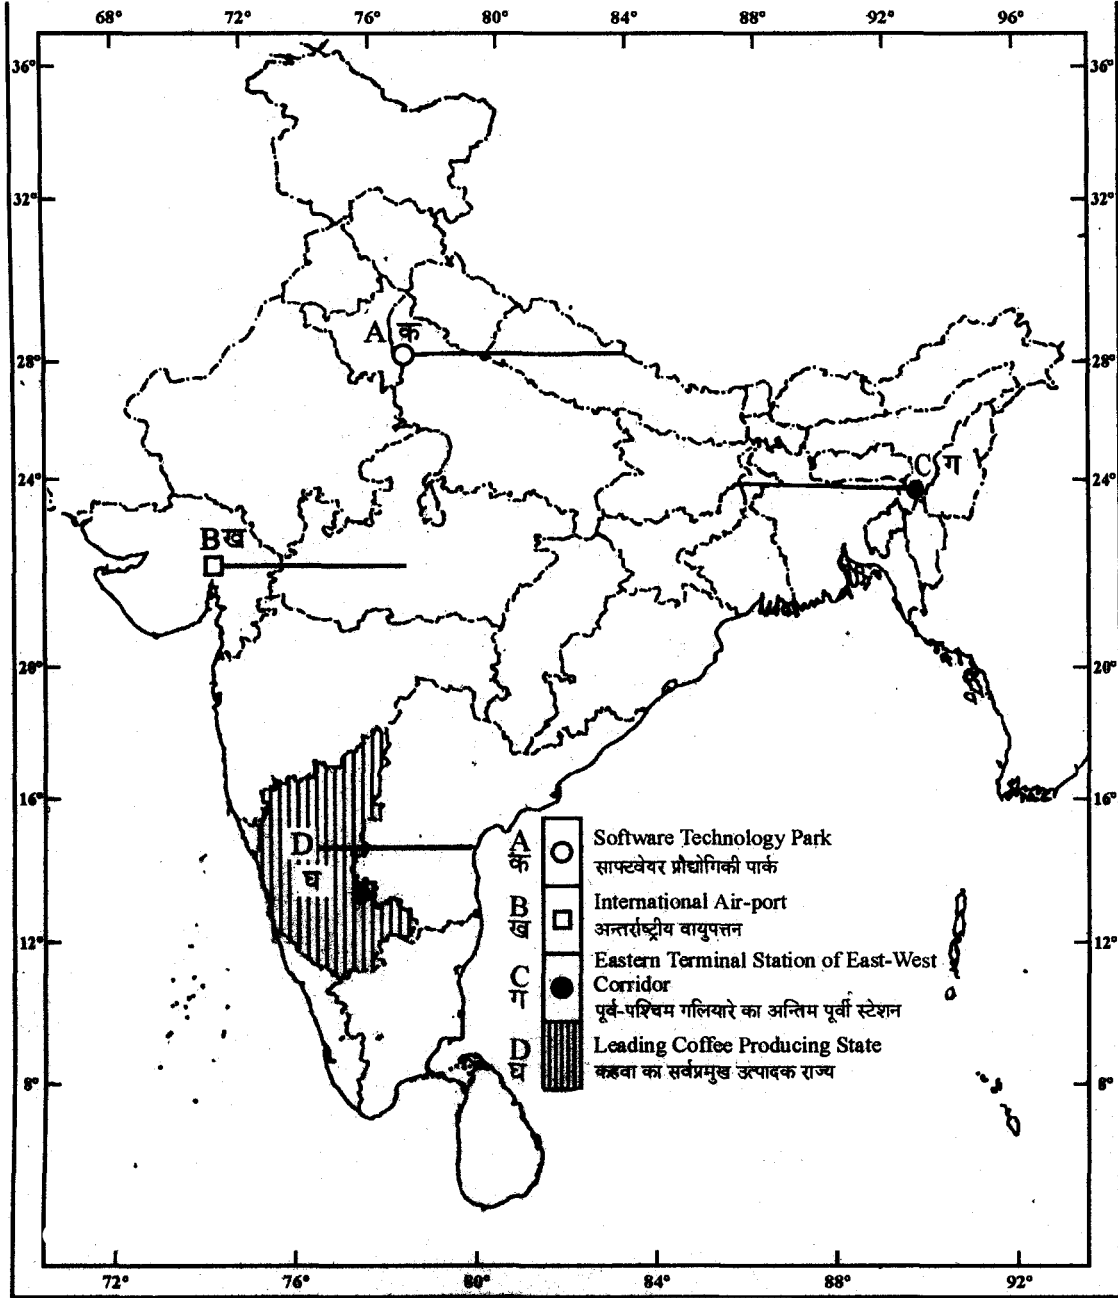 68° 72° 76° 80° 84° 88° 92° 96°
36° 36°
32° 32°
A क
28° 28°
C ग
24° 24°
B ख
20° 20°
16° 16°
D
घ
A
क
Software Technology Park
साफ्टवेयर प्रौद्योगिकी पार्क
B
ख
International Air-port
अन्तर्राष्ट्रीय वायुपत्तन
12° 12°
C
ग
Eastern Terminal Station of East-West
Corridor
पूर्व-पश्चिम गलियारे का अन्तिम पूर्वी स्टेशन
D
घ
Leading Coffee Producing State
कहवा का सर्वप्रमुख उत्पादक राज्य
8° 8°
72° 76° 80° 84° 88° 92°